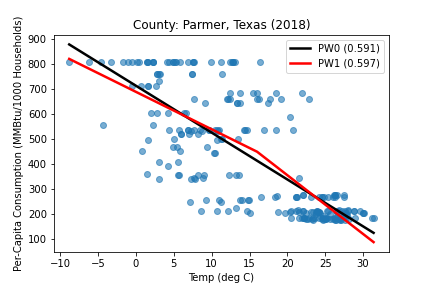 County: Parmer, Texas (2018)
Per-Capita Consumption (MMBtu/1000 Households)
900
800
700
600
500
400
300
200
100
PW0 (0.591)
PW1 (0.597)
−10 −5 0 5 10 15 20 25 30
Temp (deg C)